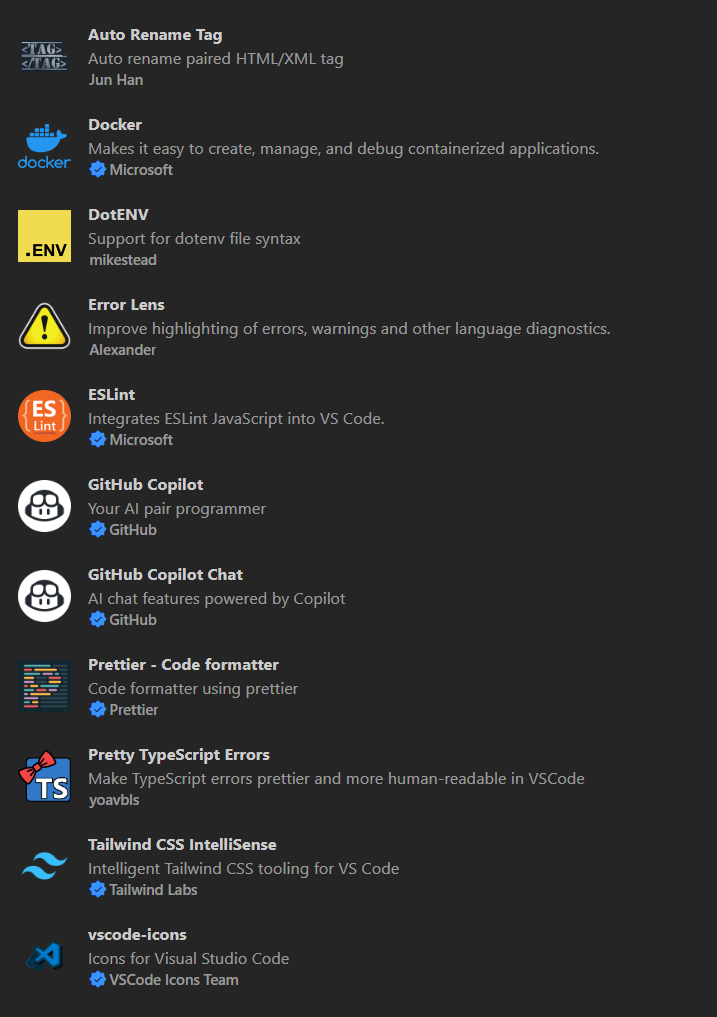 <TAG>
</TAG>
Auto Rename Tag
Auto rename paired HTML/XML tag
Jun Han
docker
Docker
Makes it easy to create, manage, and debug containerized applications.
Microsoft
.ENV
DotENV
Support for dotenv file syntax
mikestead
Error Lens
Improve highlighting of errors, warnings and other language diagnostics.
Alexander
{ES
Lint}
ESLint
Integrates ESLint JavaScript into VS Code.
Microsoft
GitHub Copilot
Your AI pair programmer
GitHub
GitHub Copilot Chat
AI chat features powered by Copilot
GitHub
Prettier - Code formatter
Code formatter using prettier
Prettier
TS
Pretty TypeScript Errors
Make TypeScript errors prettier and more human-readable in VSCode
yoavbls
Tailwind CSS IntelliSense
Intelligent Tailwind CSS tooling for VS Code
Tailwind Labs
vscode-icons
Icons for Visual Studio Code
VSCode Icons Team